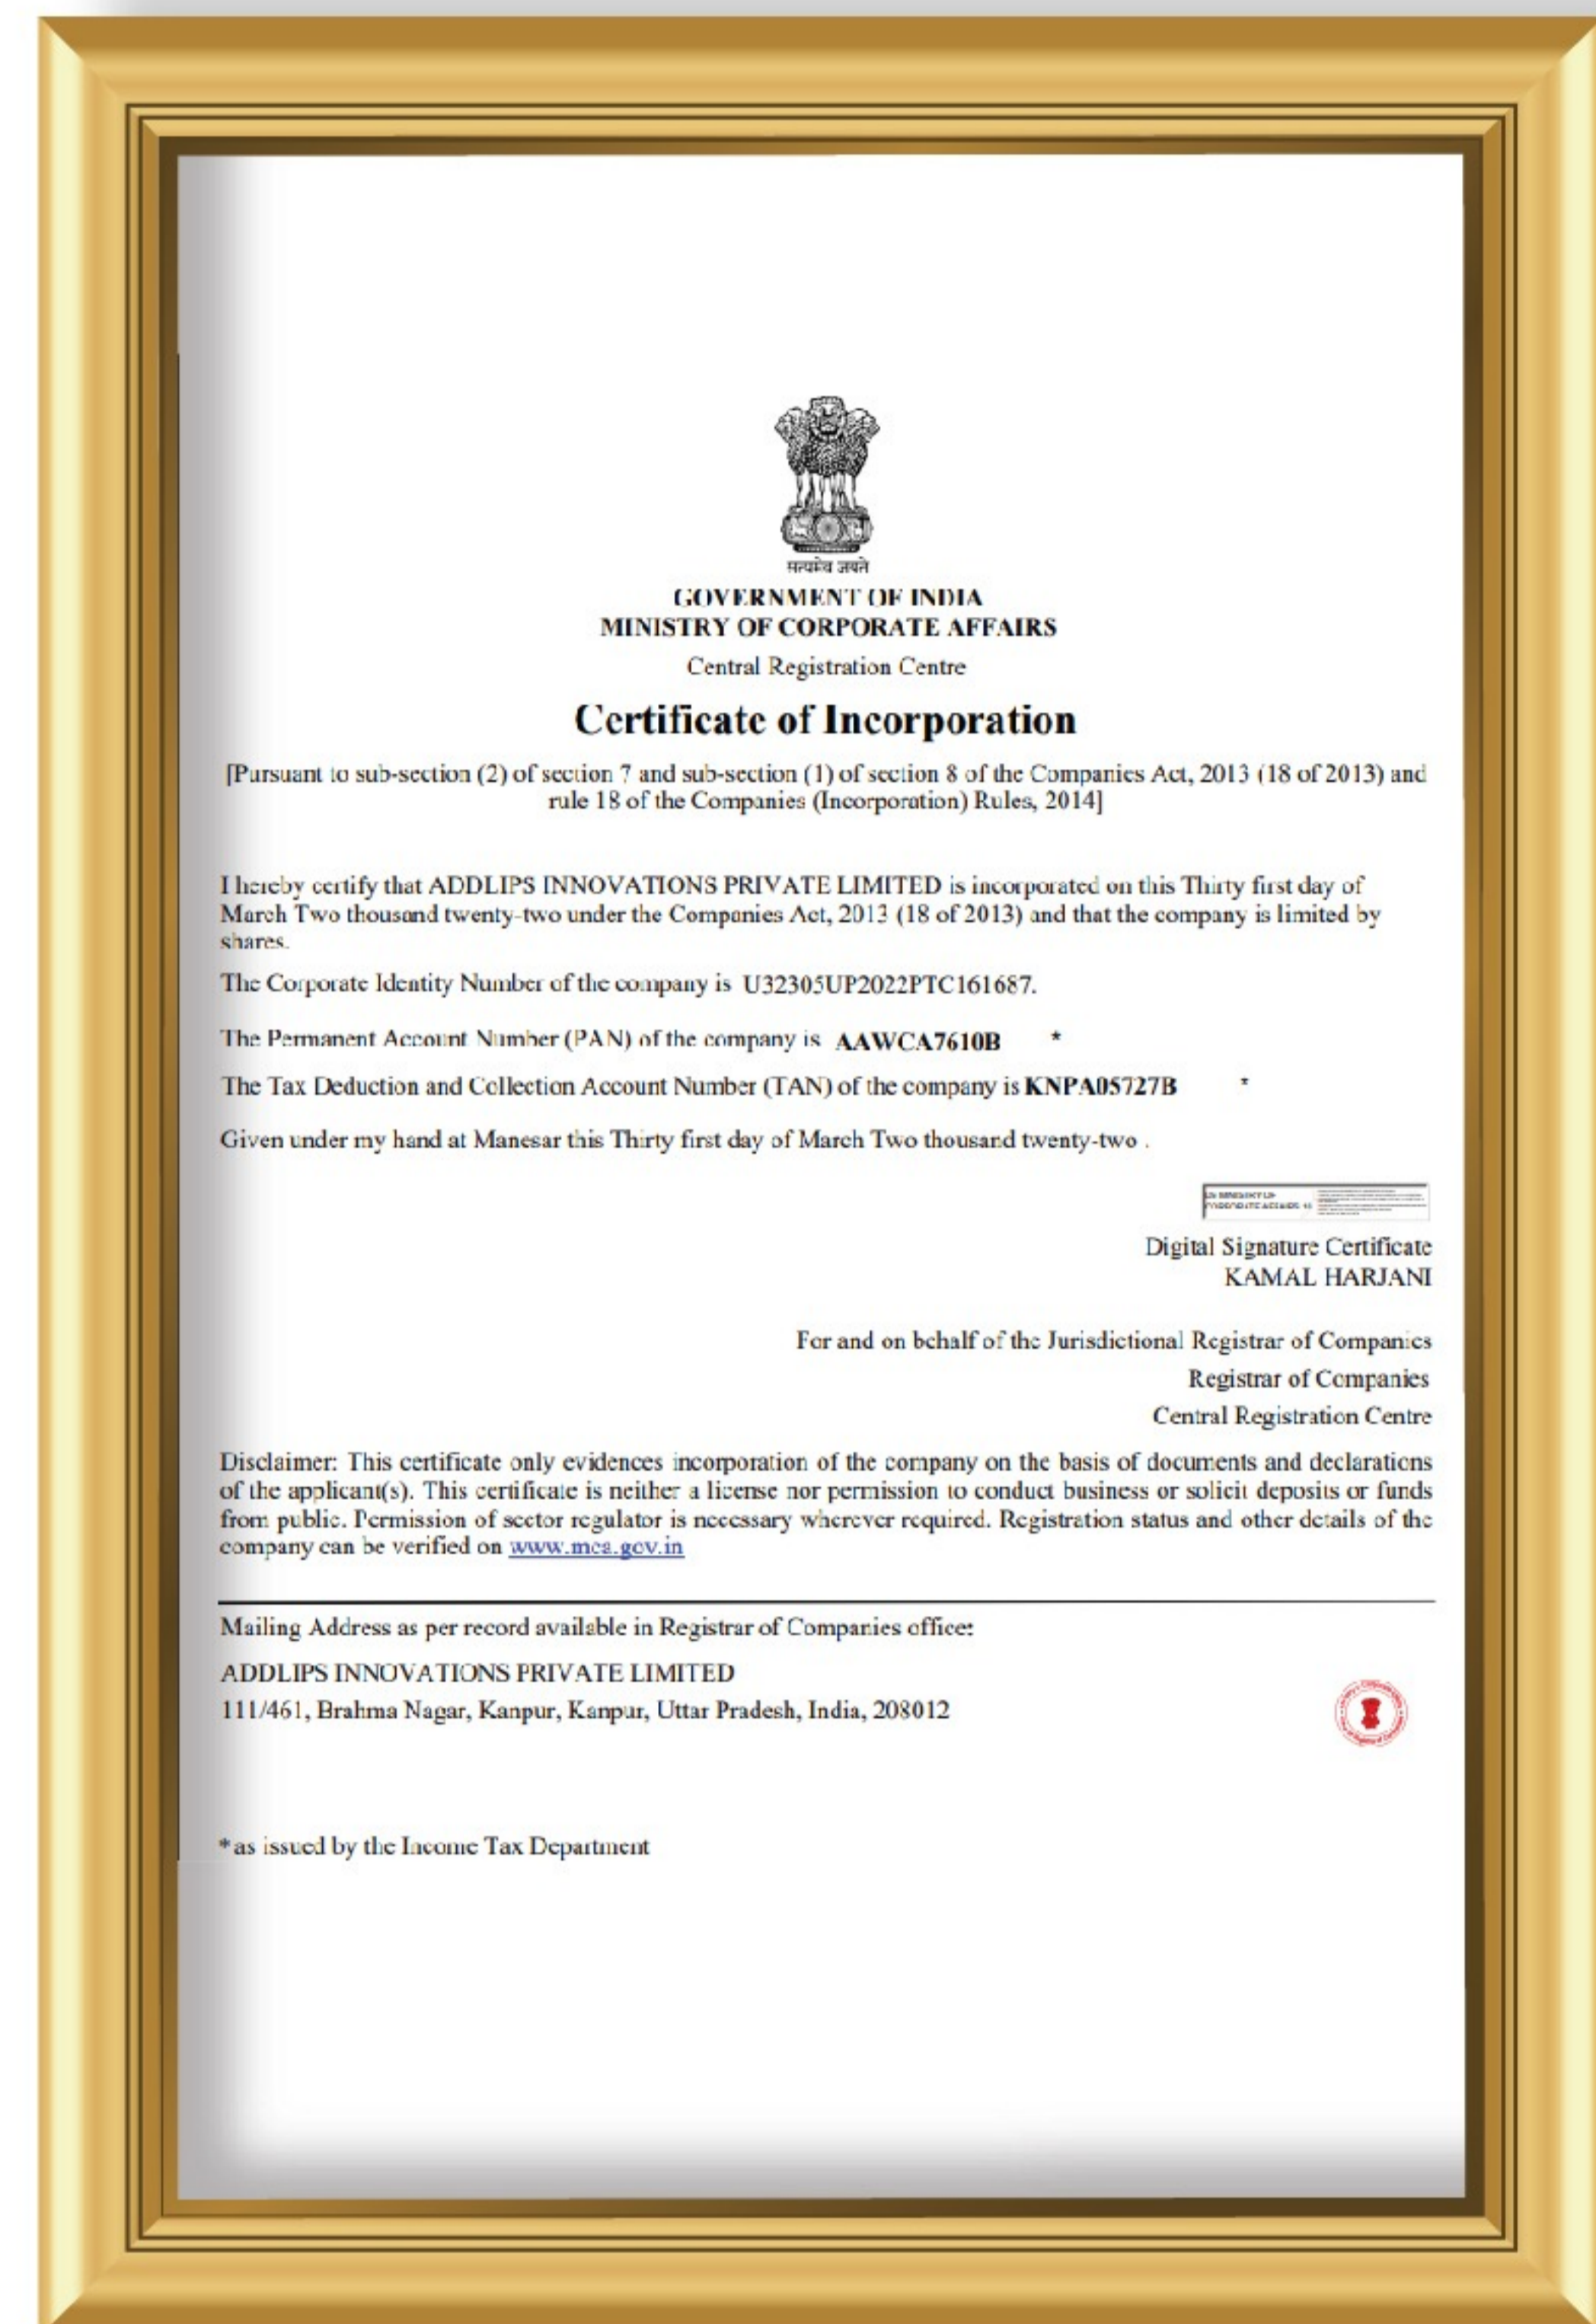 सत्यमेव जयते
GOVERNMENT OF INDIA
MINISTRY OF CORPORATE AFFAIRS
Central Registration Centre
Certificate of Incorporation
[Pursuant to sub-section (2) of section 7 and sub-section (1) of section 8 of the Companies Act, 2013 (18 of 2013) and
rule 18 of the Companies (Incorporation) Rules, 2014]
I hereby certify that ADDLIPS INNOVATIONS PRIVATE LIMITED is incorporated on this Thirty first day of
March Two thousand twenty-two under the Companies Act, 2013 (18 of 2013) and that the company is limited by
shares.
The Corporate Identity Number of the company is U32305UP2022PTC161687.
The Permanent Account Number (PAN) of the company is AAWCA7610B *
The Tax Deduction and Collection Account Number (TAN) of the company is KNPA05727B *
Given under my hand at Manesar this Thirty first day of March Two thousand twenty-two .
DS MINISTRY OF
CORPORATE AFFAIRS
Digital Signature Certificate
KAMAL HARJANI
For and on behalf of the Jurisdictional Registrar of Companies
Registrar of Companies
Central Registration Centre
Disclaimer: This certificate only evidences incorporation of the company on the basis of documents and declarations
of the applicant(s). This certificate is neither a license nor permission to conduct business or solicit deposits or funds
from public. Permission of sector regulator is necessary wherever required. Registration status and other details of the
company can be verified on www.mca.gov.in
Mailing Address as per record available in Registrar of Companies office:
ADDLIPS INNOVATIONS PRIVATE LIMITED
111/461, Brahma Nagar, Kanpur, Kanpur, Uttar Pradesh, India, 208012
*as issued by the Income Tax Department